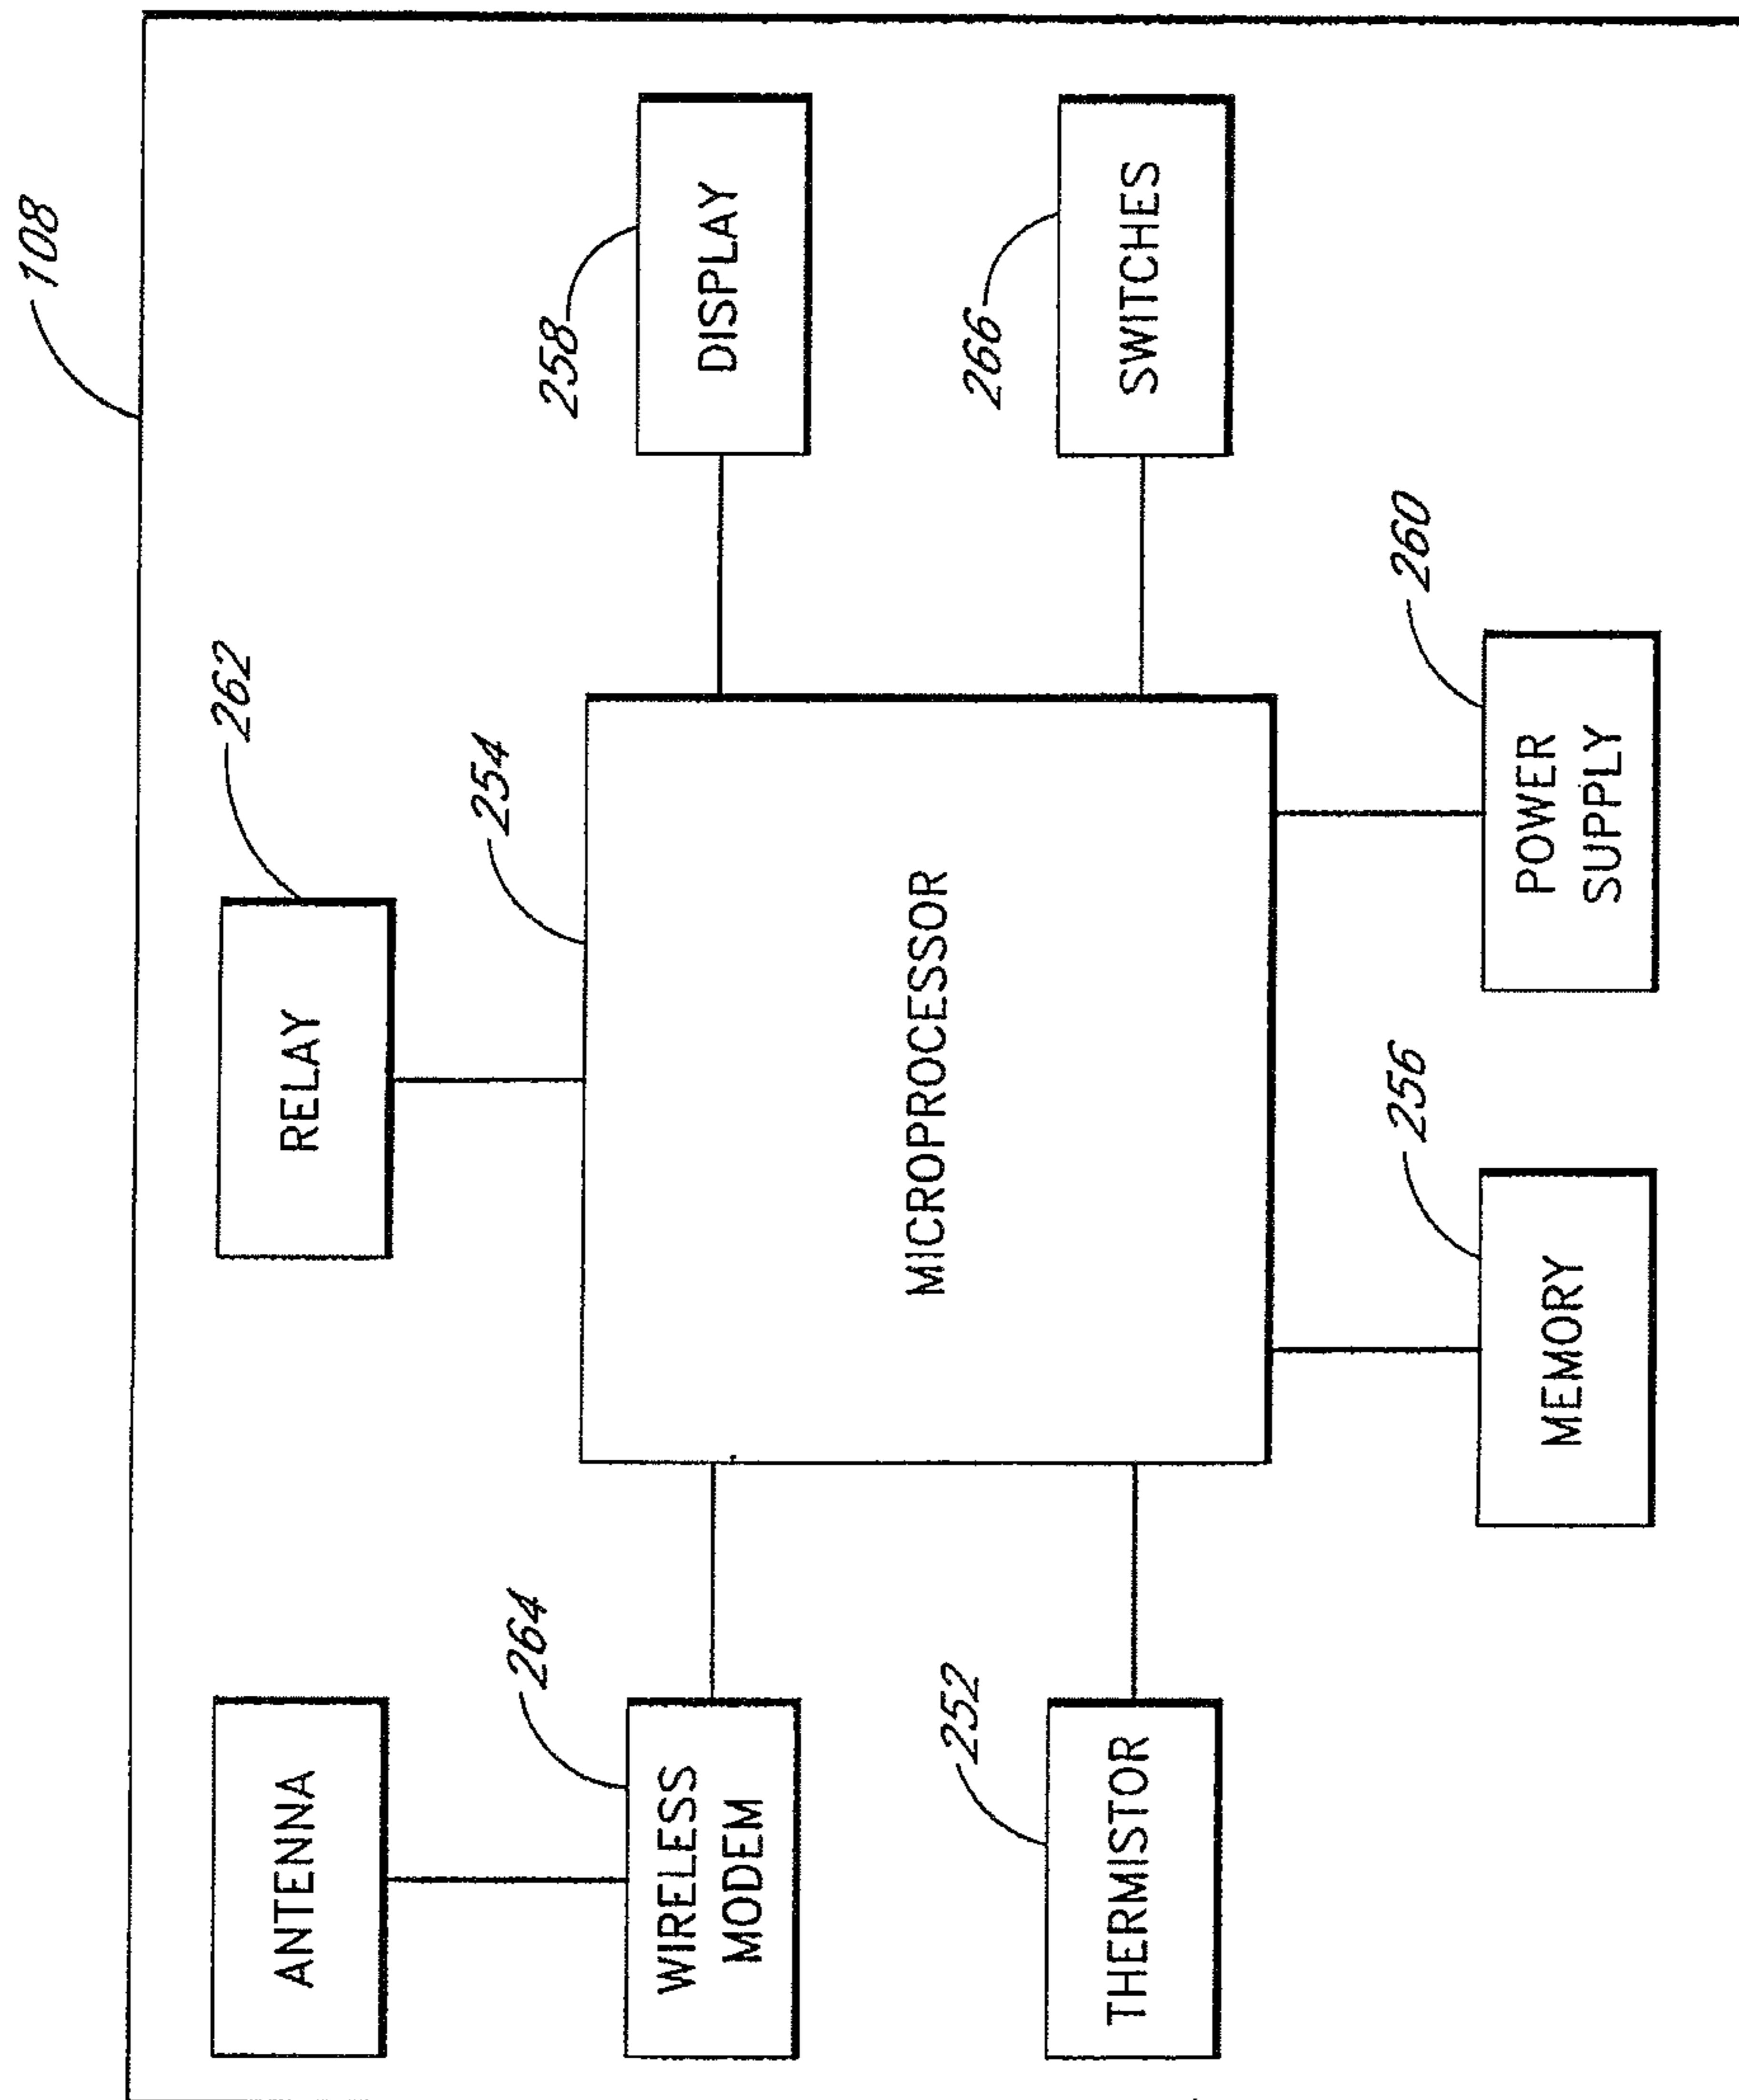 108
ANTENNA
262
RELAY
264
WIRELESS
MODEM
254
258
DISPLAY
MICROPROCESSOR
252
THERMISTOR
266
SWITCHES
256
MEMORY
260
POWER
SUPPLY